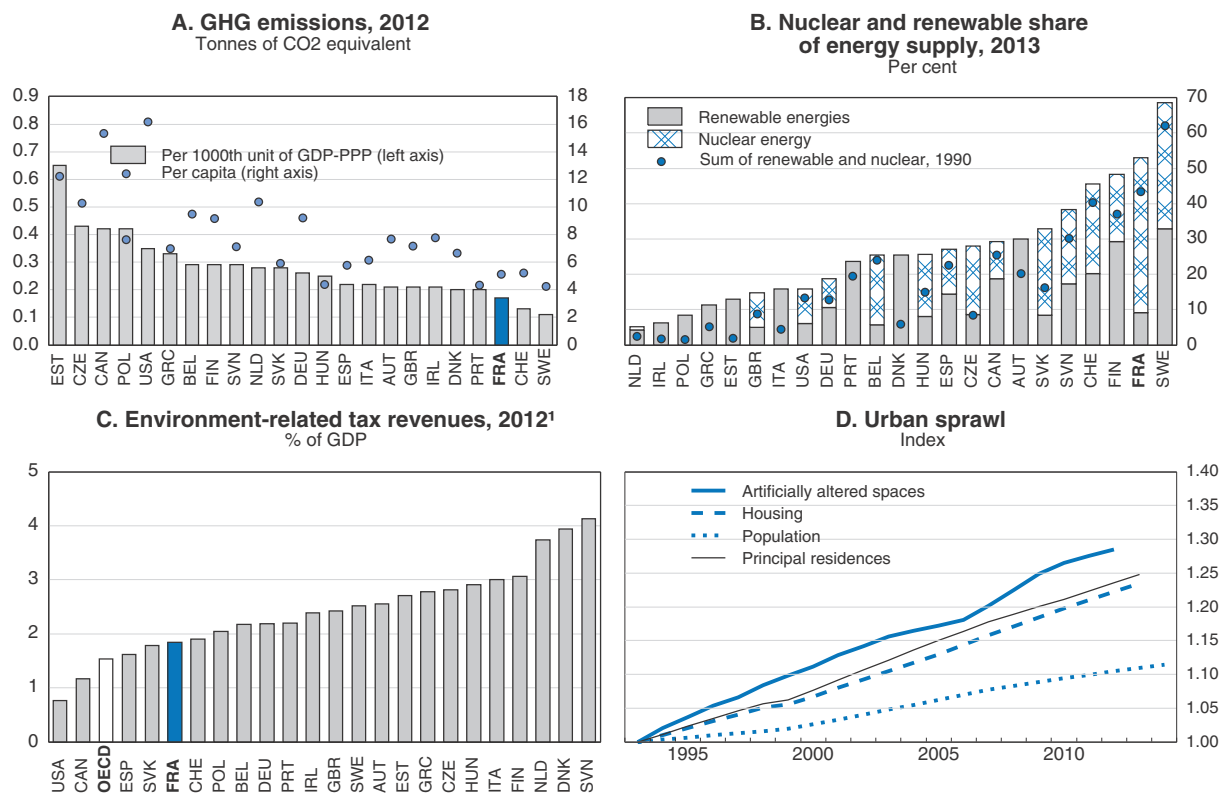 A. GHG emissions, 2012
Tonnes of CO2 equivalent
0.9
0.8
0.7
0.6
0.5
0.4
0.3
0.2
0.1
0.0
18
16
14
12
10
8
6
4
2
0
Per 1000th unit of GDP-PPP (left axis)
Per capita (right axis)
EST CZE CAN POL USA GRC BEL FIN SVN NLD SVK DEU HUN ESP ITA AUT GBR IRL DNK PRT FRA CHE SWE
B. Nuclear and renewable share
of energy supply, 2013
Per cent
Renewable energies
Nuclear energy
Sum of renewable and nuclear, 1990
70
60
50
40
30
20
10
0
NLD IRL POL GRC EST GBR ITA USA DEU PRT BEL DNK HUN ESP CZE CAN AUT SVK SVN CHE FIN FRA SWE
C. Environment-related tax revenues, 2012¹
% of GDP
5
4
3
2
1
0
USA CAN OECD ESP SVK FRA CHE POL BEL DEU PRT IRL GBR SWE AUT EST GRC CZE HUN ITA FIN NLD DNK SVN
D. Urban sprawl
Index
Artificially altered spaces
Housing
Population
Principal residences
1.40
1.35
1.30
1.25
1.20
1.15
1.10
1.05
1.00
1995 2000 2005 2010